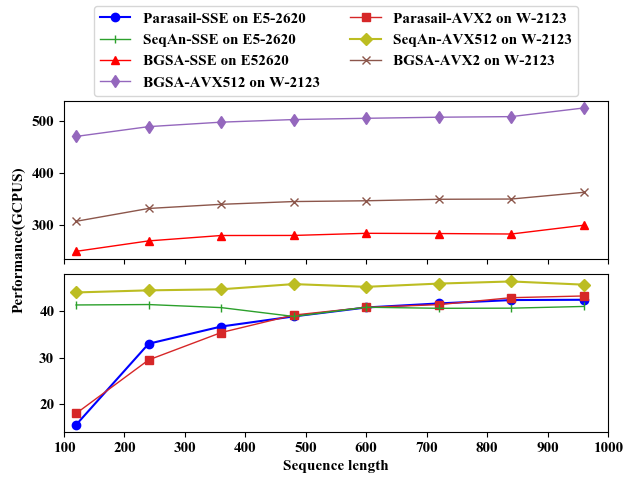 Parasail-SSE on E5-2620
SeqAn-SSE on E5-2620
BGSA-SSE on E52620
BGSA-AVX512 on W-2123
Parasail-AVX2 on W-2123
SeqAn-AVX512 on W-2123
BGSA-AVX2 on W-2123
500
400
300
Performance(GCPUS)
40
30
20
100 200 300 400 500 600 700 800 900 1000
Sequence length